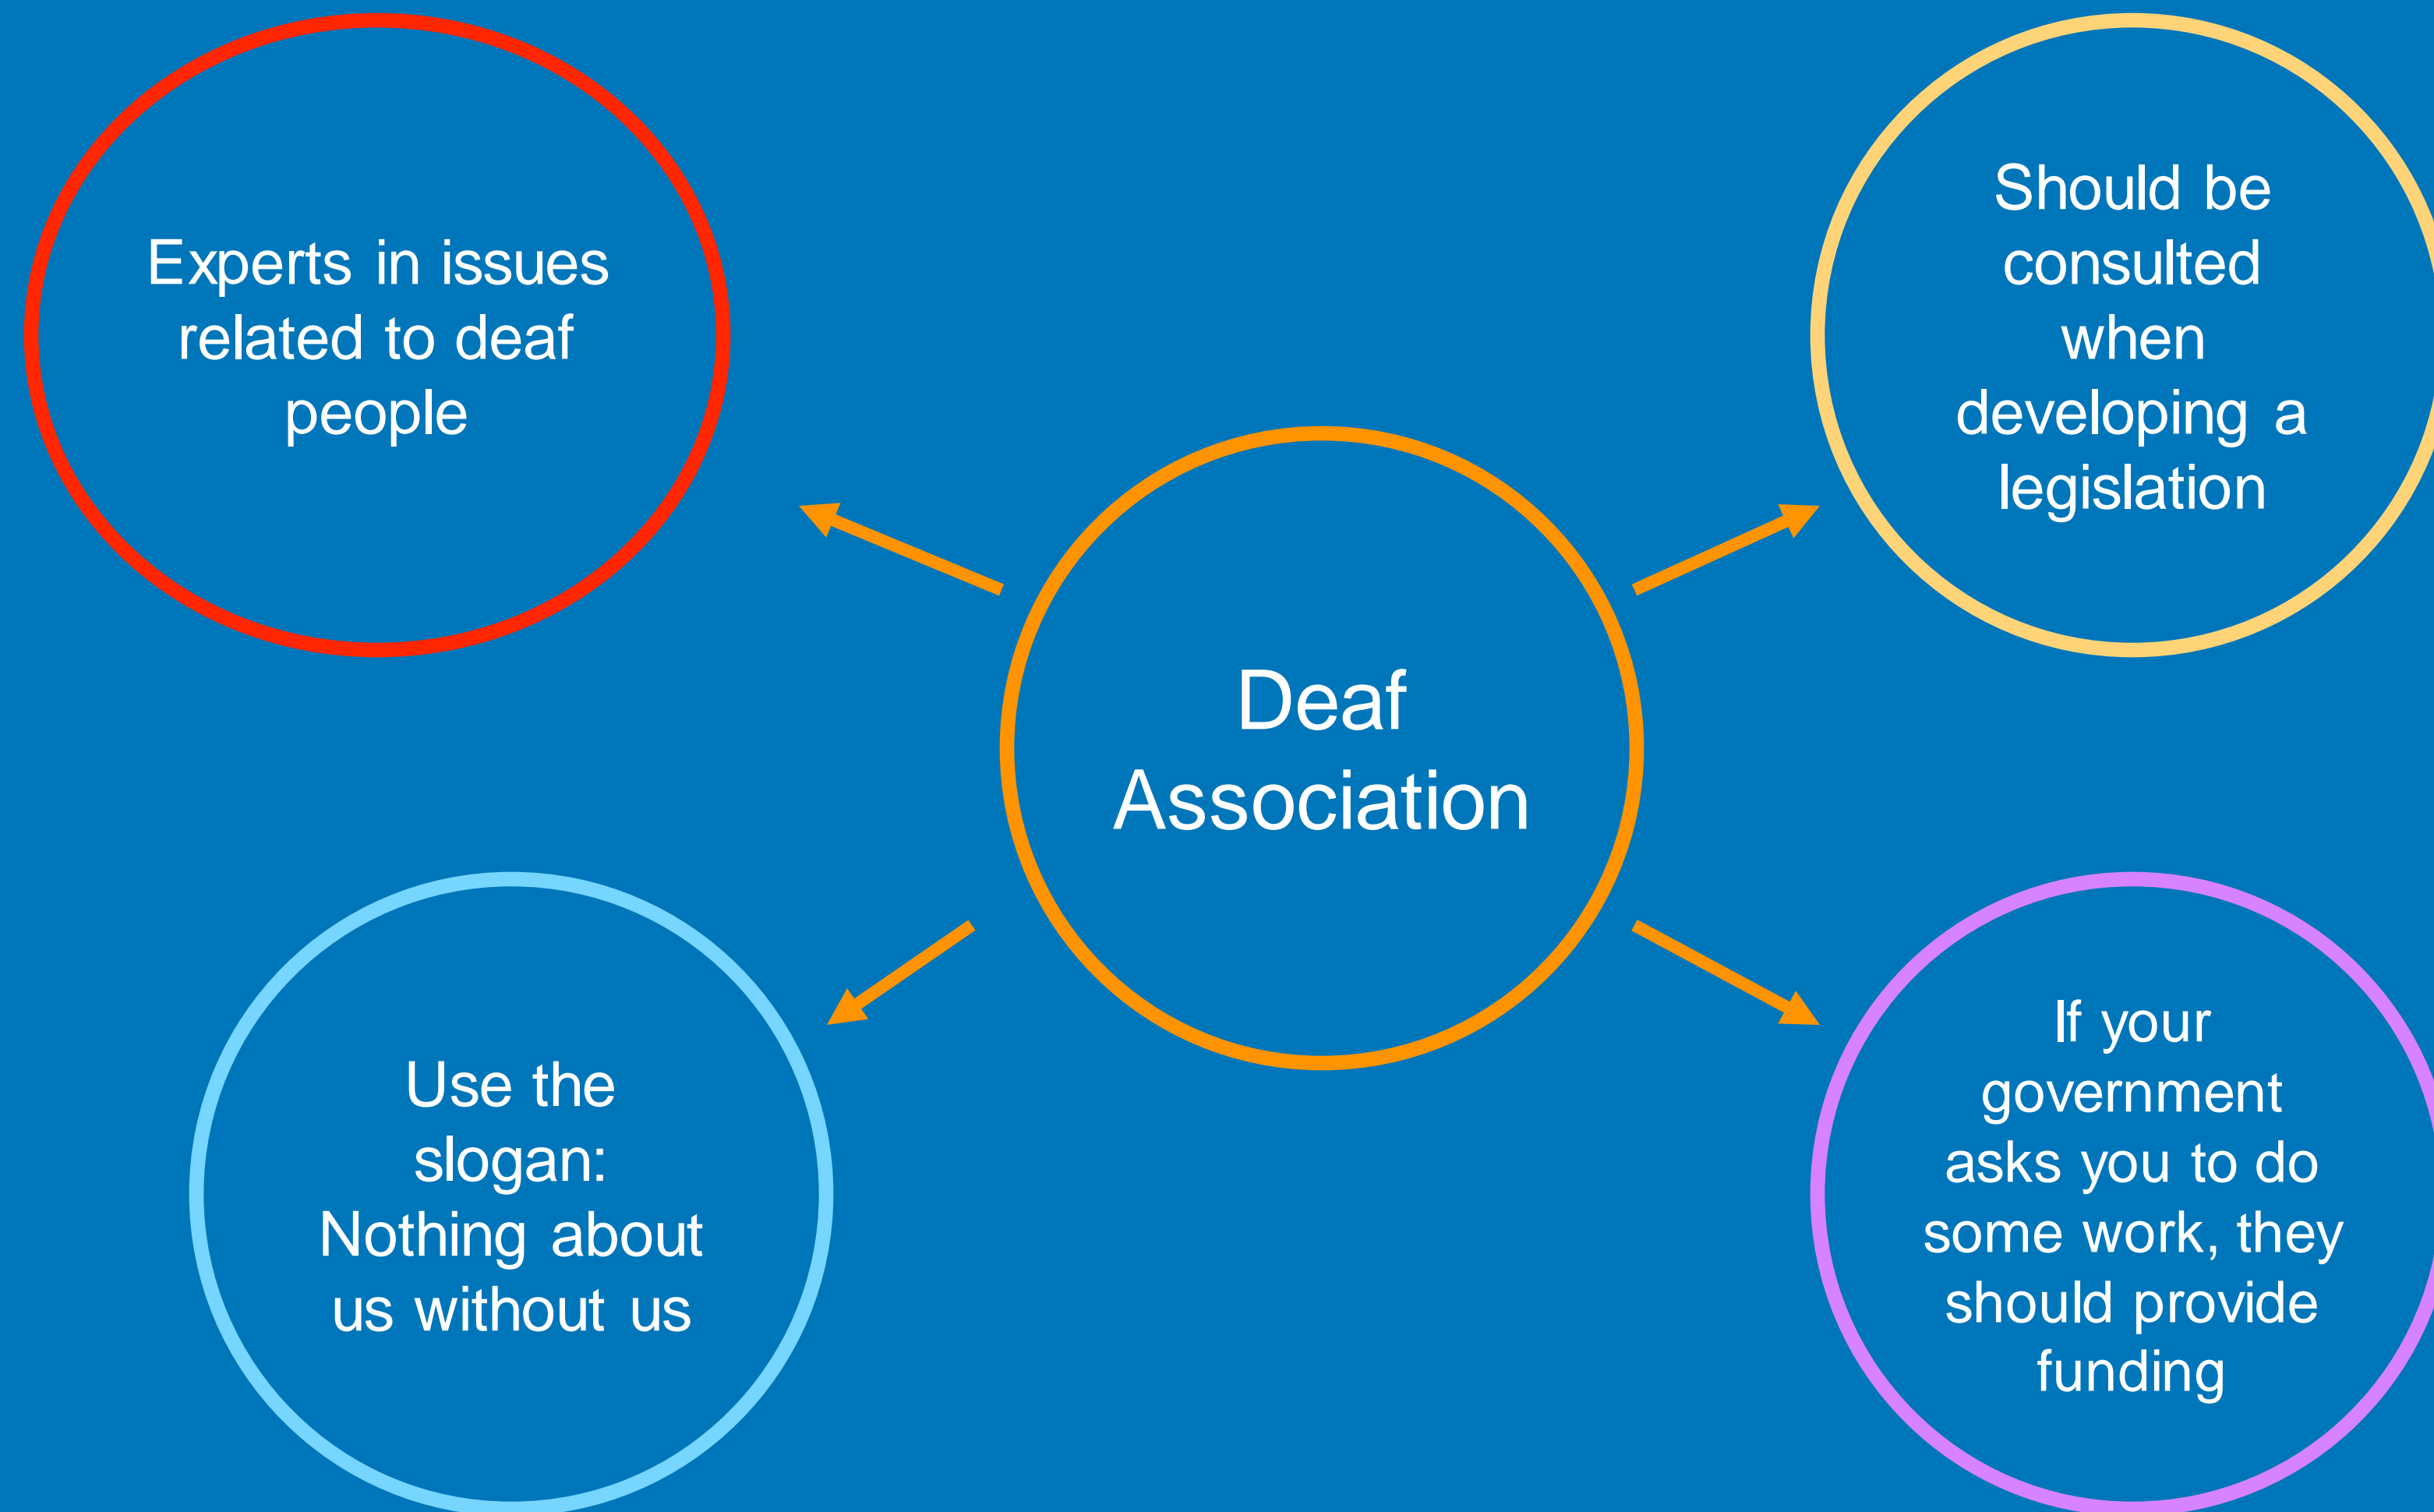 Experts in issues
related to deaf
people
Should be
consulted
when
developing a
legislation
Deaf
Association
Use the
slogan:
Nothing about
us without us
If your
government
asks you to do
some work, they
should provide
funding